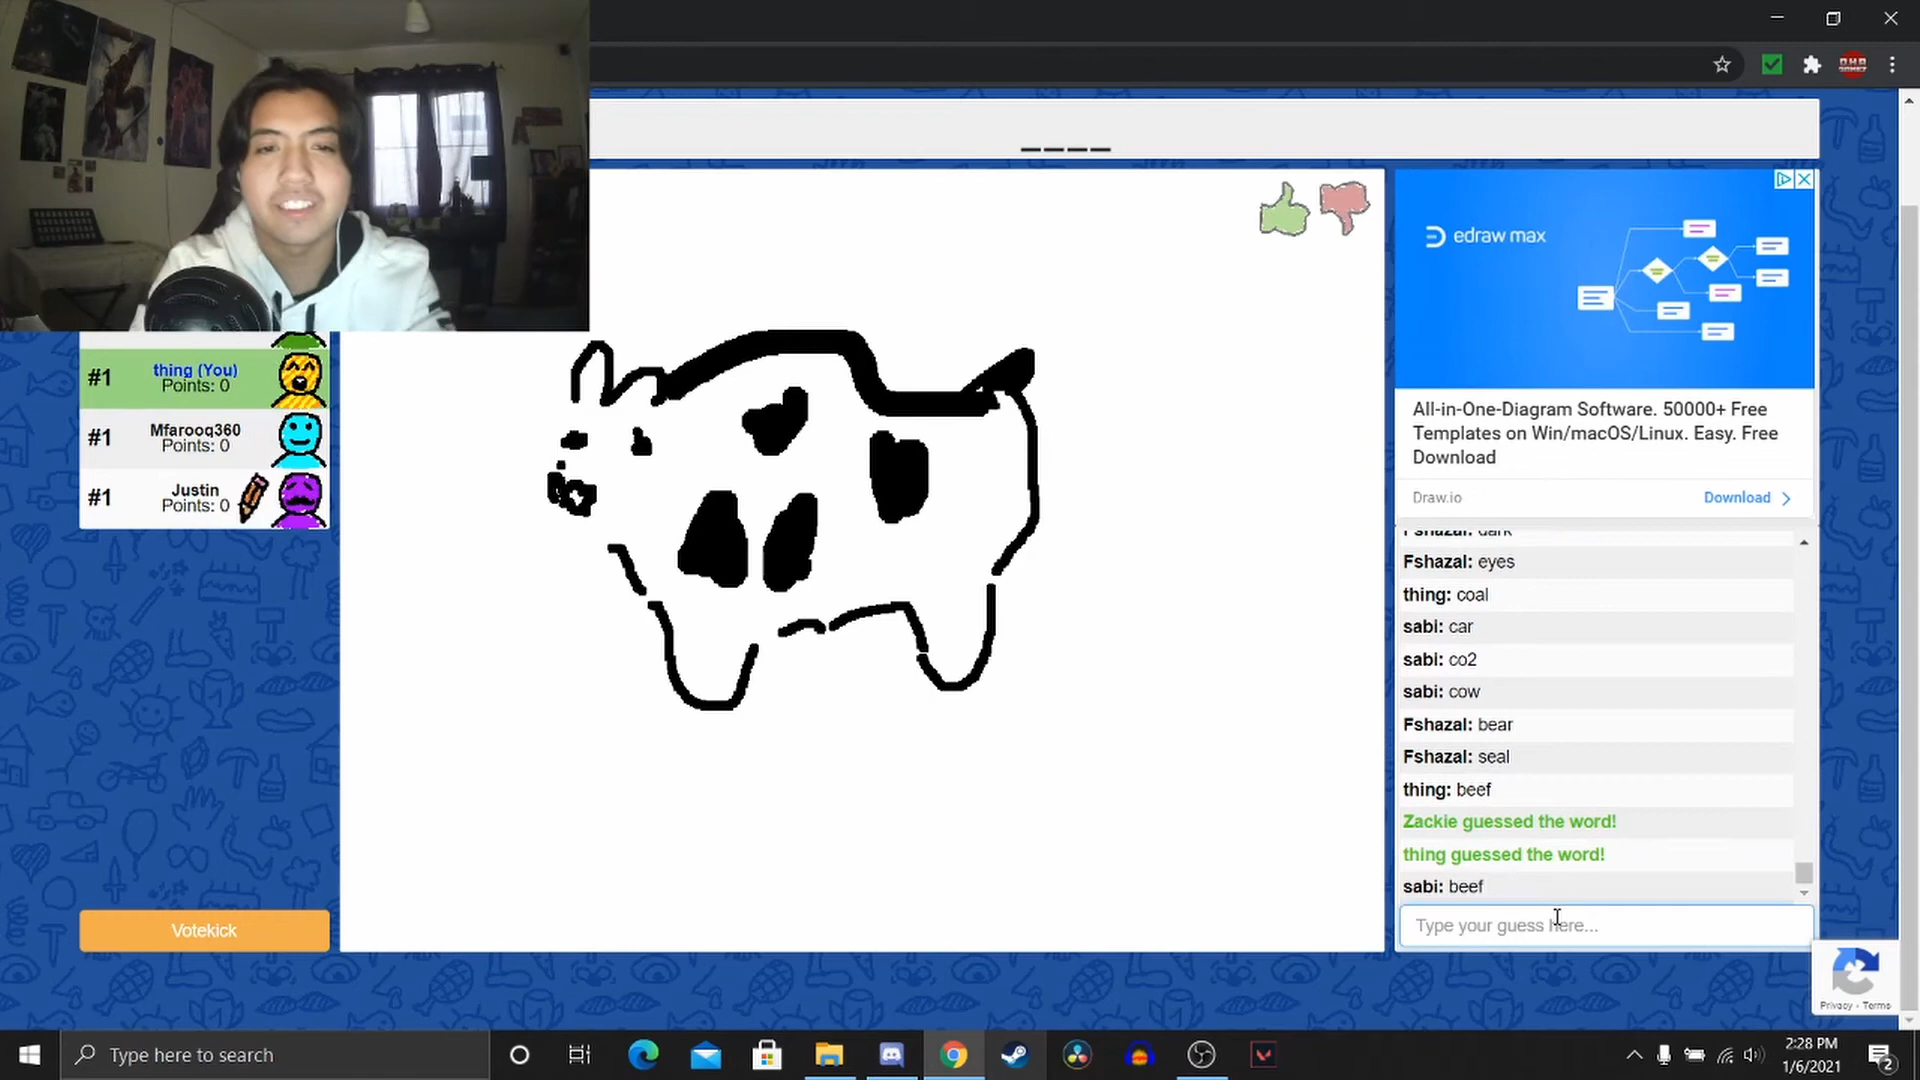 ____
thing (You)
#1
Points: 0
Mfarooq360
#1
Points: 0
Justin
#1
Points: 0
Votekick
edraw max
All-in-One-Diagram Software. 50000+ Free
Templates on Win/macOS/Linux. Easy. Free
Download
Draw.io
Download
Fshazal: dark
Fshazal: eyes
thing: coal
sabi: car
sabi: co2
sabi: cow
Fshazal: bear
Fshazal: seal
thing: beef
Zackie guessed the word!
thing guessed the word!
sabi: beef
Type your guess here...
Privacy - Terms
Type here to search
2:28 PM
1/6/2021
2